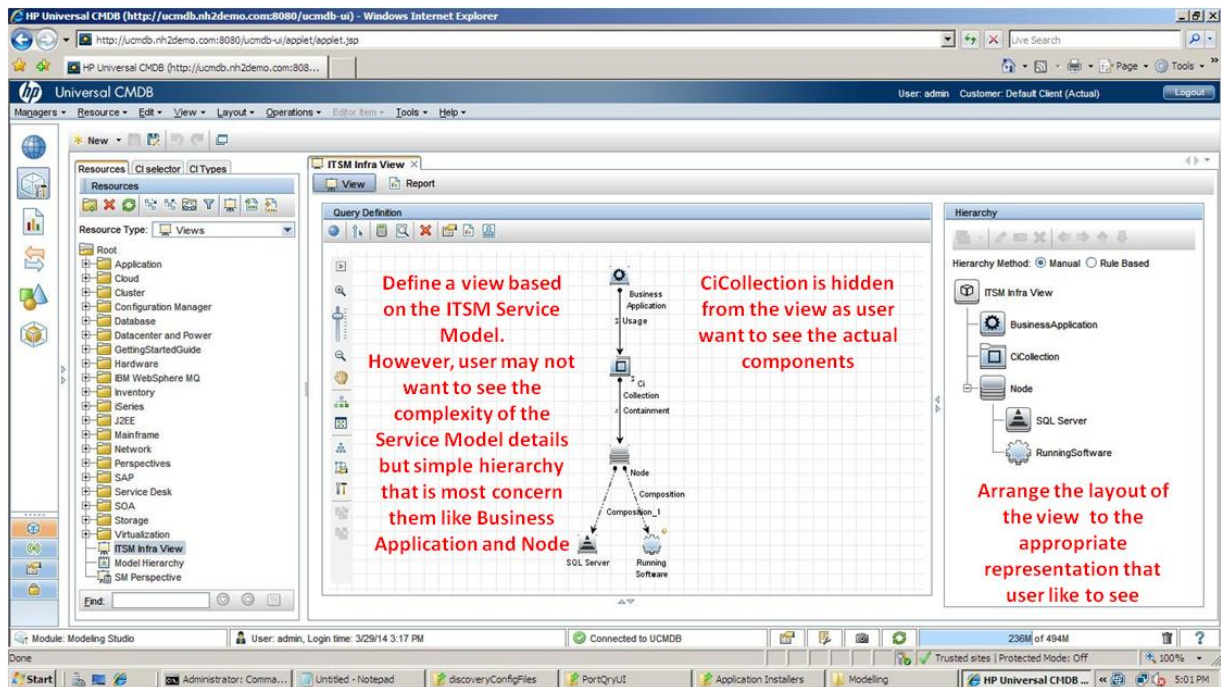 HP Universal CMDB (http://ucmdb.nh2demo.com:8080/ucmdb-ui) - Windows Internet Explorer
http://ucmdb.nh2demo.com:8080/ucmdb-ui/applet/applet.jsp
Live Search
HP Universal CMDB (http://ucmdb.nh2demo.com:808...
Page
Tools
hp
Universal CMDB
User: admin Customer: Default Client (Actual)
Logout
Managers Resource Edit View Layout Operations Editor Item Tools Help
New
Resources
CI selector
CI Types
Resources
Resource Type: Views
Root
Application
Cloud
Cluster
Configuration Manager
Database
Datacenter and Power
GettingStartedGuide
Hardware
IBM WebSphere MQ
Inventory
iSeries
J2EE
Mainframe
Network
Perspectives
SAP
Service Desk
SOA
Storage
Virtualization
ITSM Infra View
Model Hierarchy
SM Perspective
Find:
ITSM Infra View
View
Report
Query Definition
Define a view based
on the ITSM Service
Model.
However, user may not
want to see the
complexity of the
Service Model details
but simple hierarchy
that is most concern
them like Business
Application and Node
Business
Application
Usage
Ci
Collection
Containment
Node
Composition
Composition_1
SQL Server
Running
Software
CiCollection is hidden
from the view as user
want to see the actual
components
Hierarchy
Hierarchy Method: Manual Rule Based
ITSM Infra View
BusinessApplication
CiCollection
Node
SQL Server
RunningSoftware
Arrange the layout of
the view to the
appropriate
representation that
user like to see
Module: Modeling Studio
User: admin, Login time: 3/29/14 3:17 PM
Connected to UCMDB
236M of 494M
Done
Trusted sites | Protected Mode: Off
100%
Start
Administrator: Comma...
Untitled - Notepad
discoveryConfigFiles
PortQryUI
Application Installers
Modelling
HP Universal CMDB ...
5:01 PM